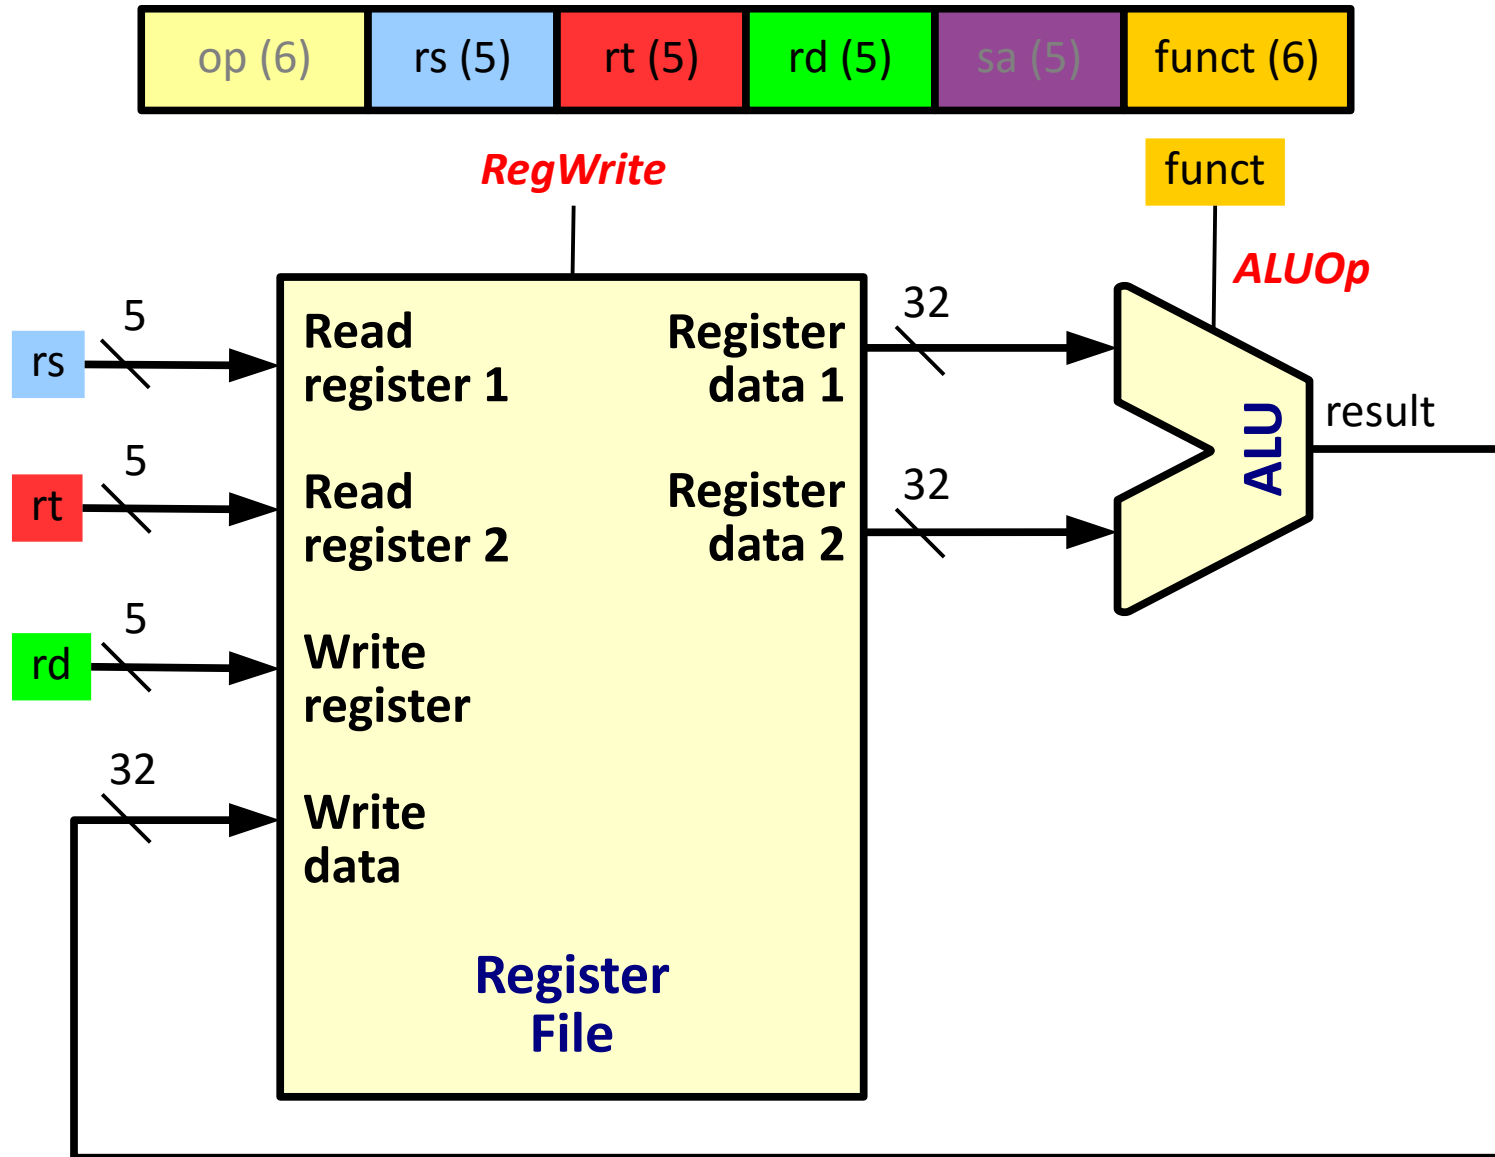 op (6) rs (5) rt (5) rd (5) sa (5) funct (6)
RegWrite
funct
ALUOp
rs
5
Read
register 1
Register
data 1
32
rt
5
Read
register 2
Register
data 2
32
ALU
result
rd
5
Write
register
32
Write
data
Register
File